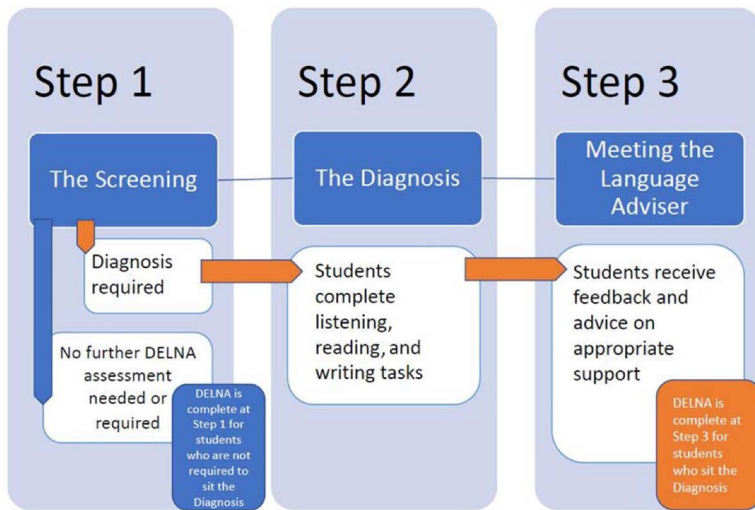 Step 1
The Screening
Diagnosis
required
No further DELNA
assessment
needed or
required
DELNA is
complete at
Step 1 for
students
who are not
required to
sit the
Diagnosis
Step 2
The Diagnosis
Students
complete
listening,
reading, and
writing tasks
Step 3
Meeting the
Language
Adviser
Students receive
feedback and
advice on
appropriate
support
DELNA is
complete at
Step 3 for
students
who sit the
Diagnosis